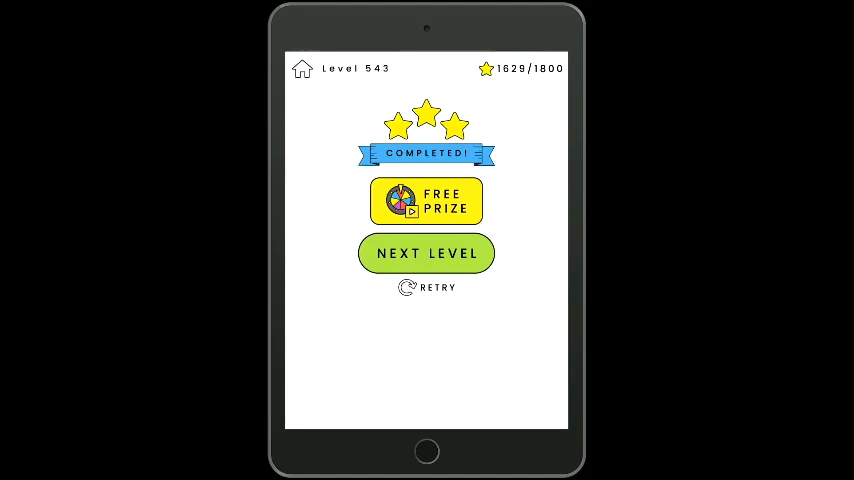 Level 543
1629/1800
COMPLETED!
FREE
PRIZE
NEXT LEVEL
RETRY